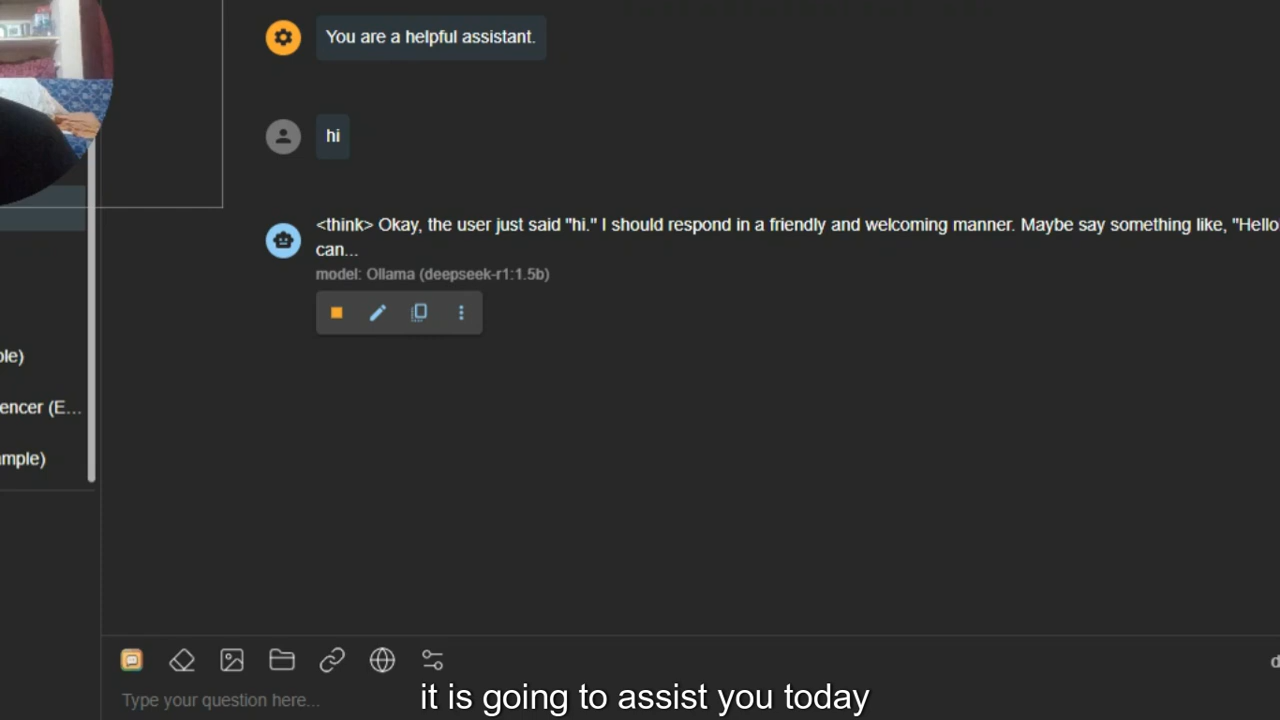 You are a helpful assistant.
hi
<think> Okay, the user just said "hi." I should respond in a friendly and welcoming manner. Maybe say something like, "Hello
can...
model: Ollama (deepseek-r1:1.5b)
ple)
encer (E...
mple)
Type your question here...
it is going to assist you today